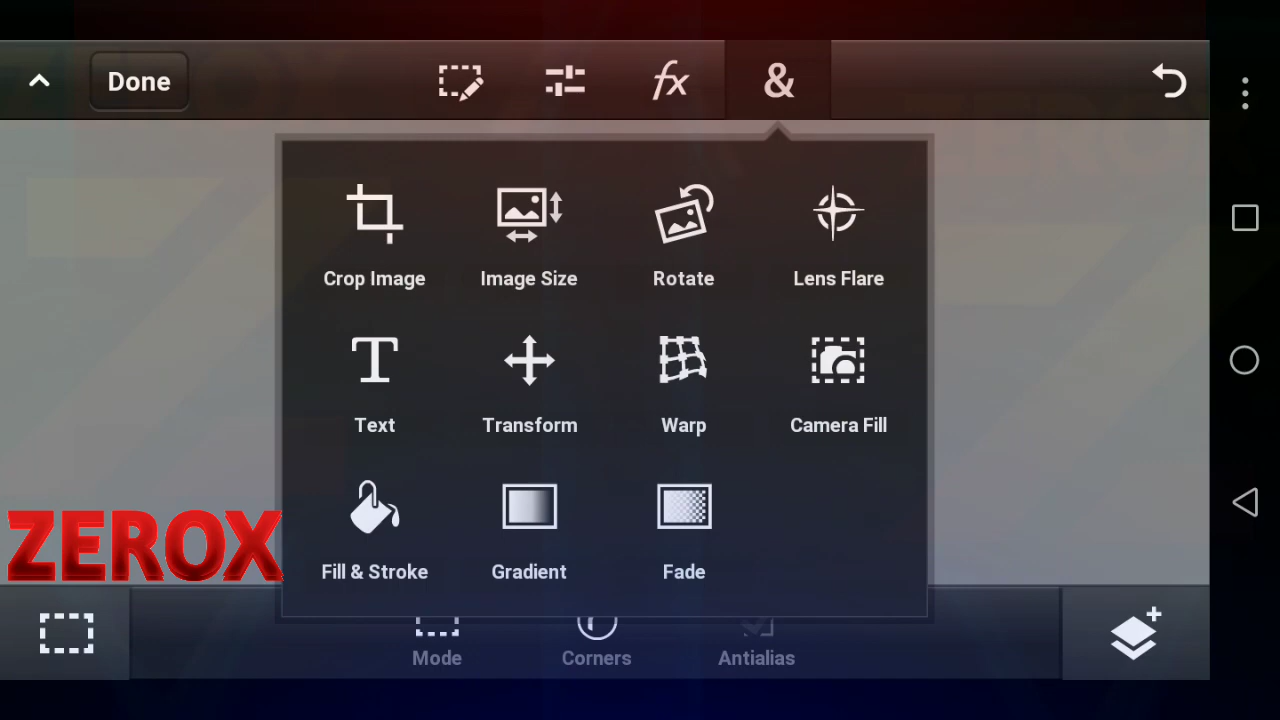 Done
fx
&
Crop Image
Image Size
Rotate
Lens Flare
T
Text
Transform
Warp
Camera Fill
Fill & Stroke
Gradient
Fade
ZEROX
Mode
Corners
Antialias